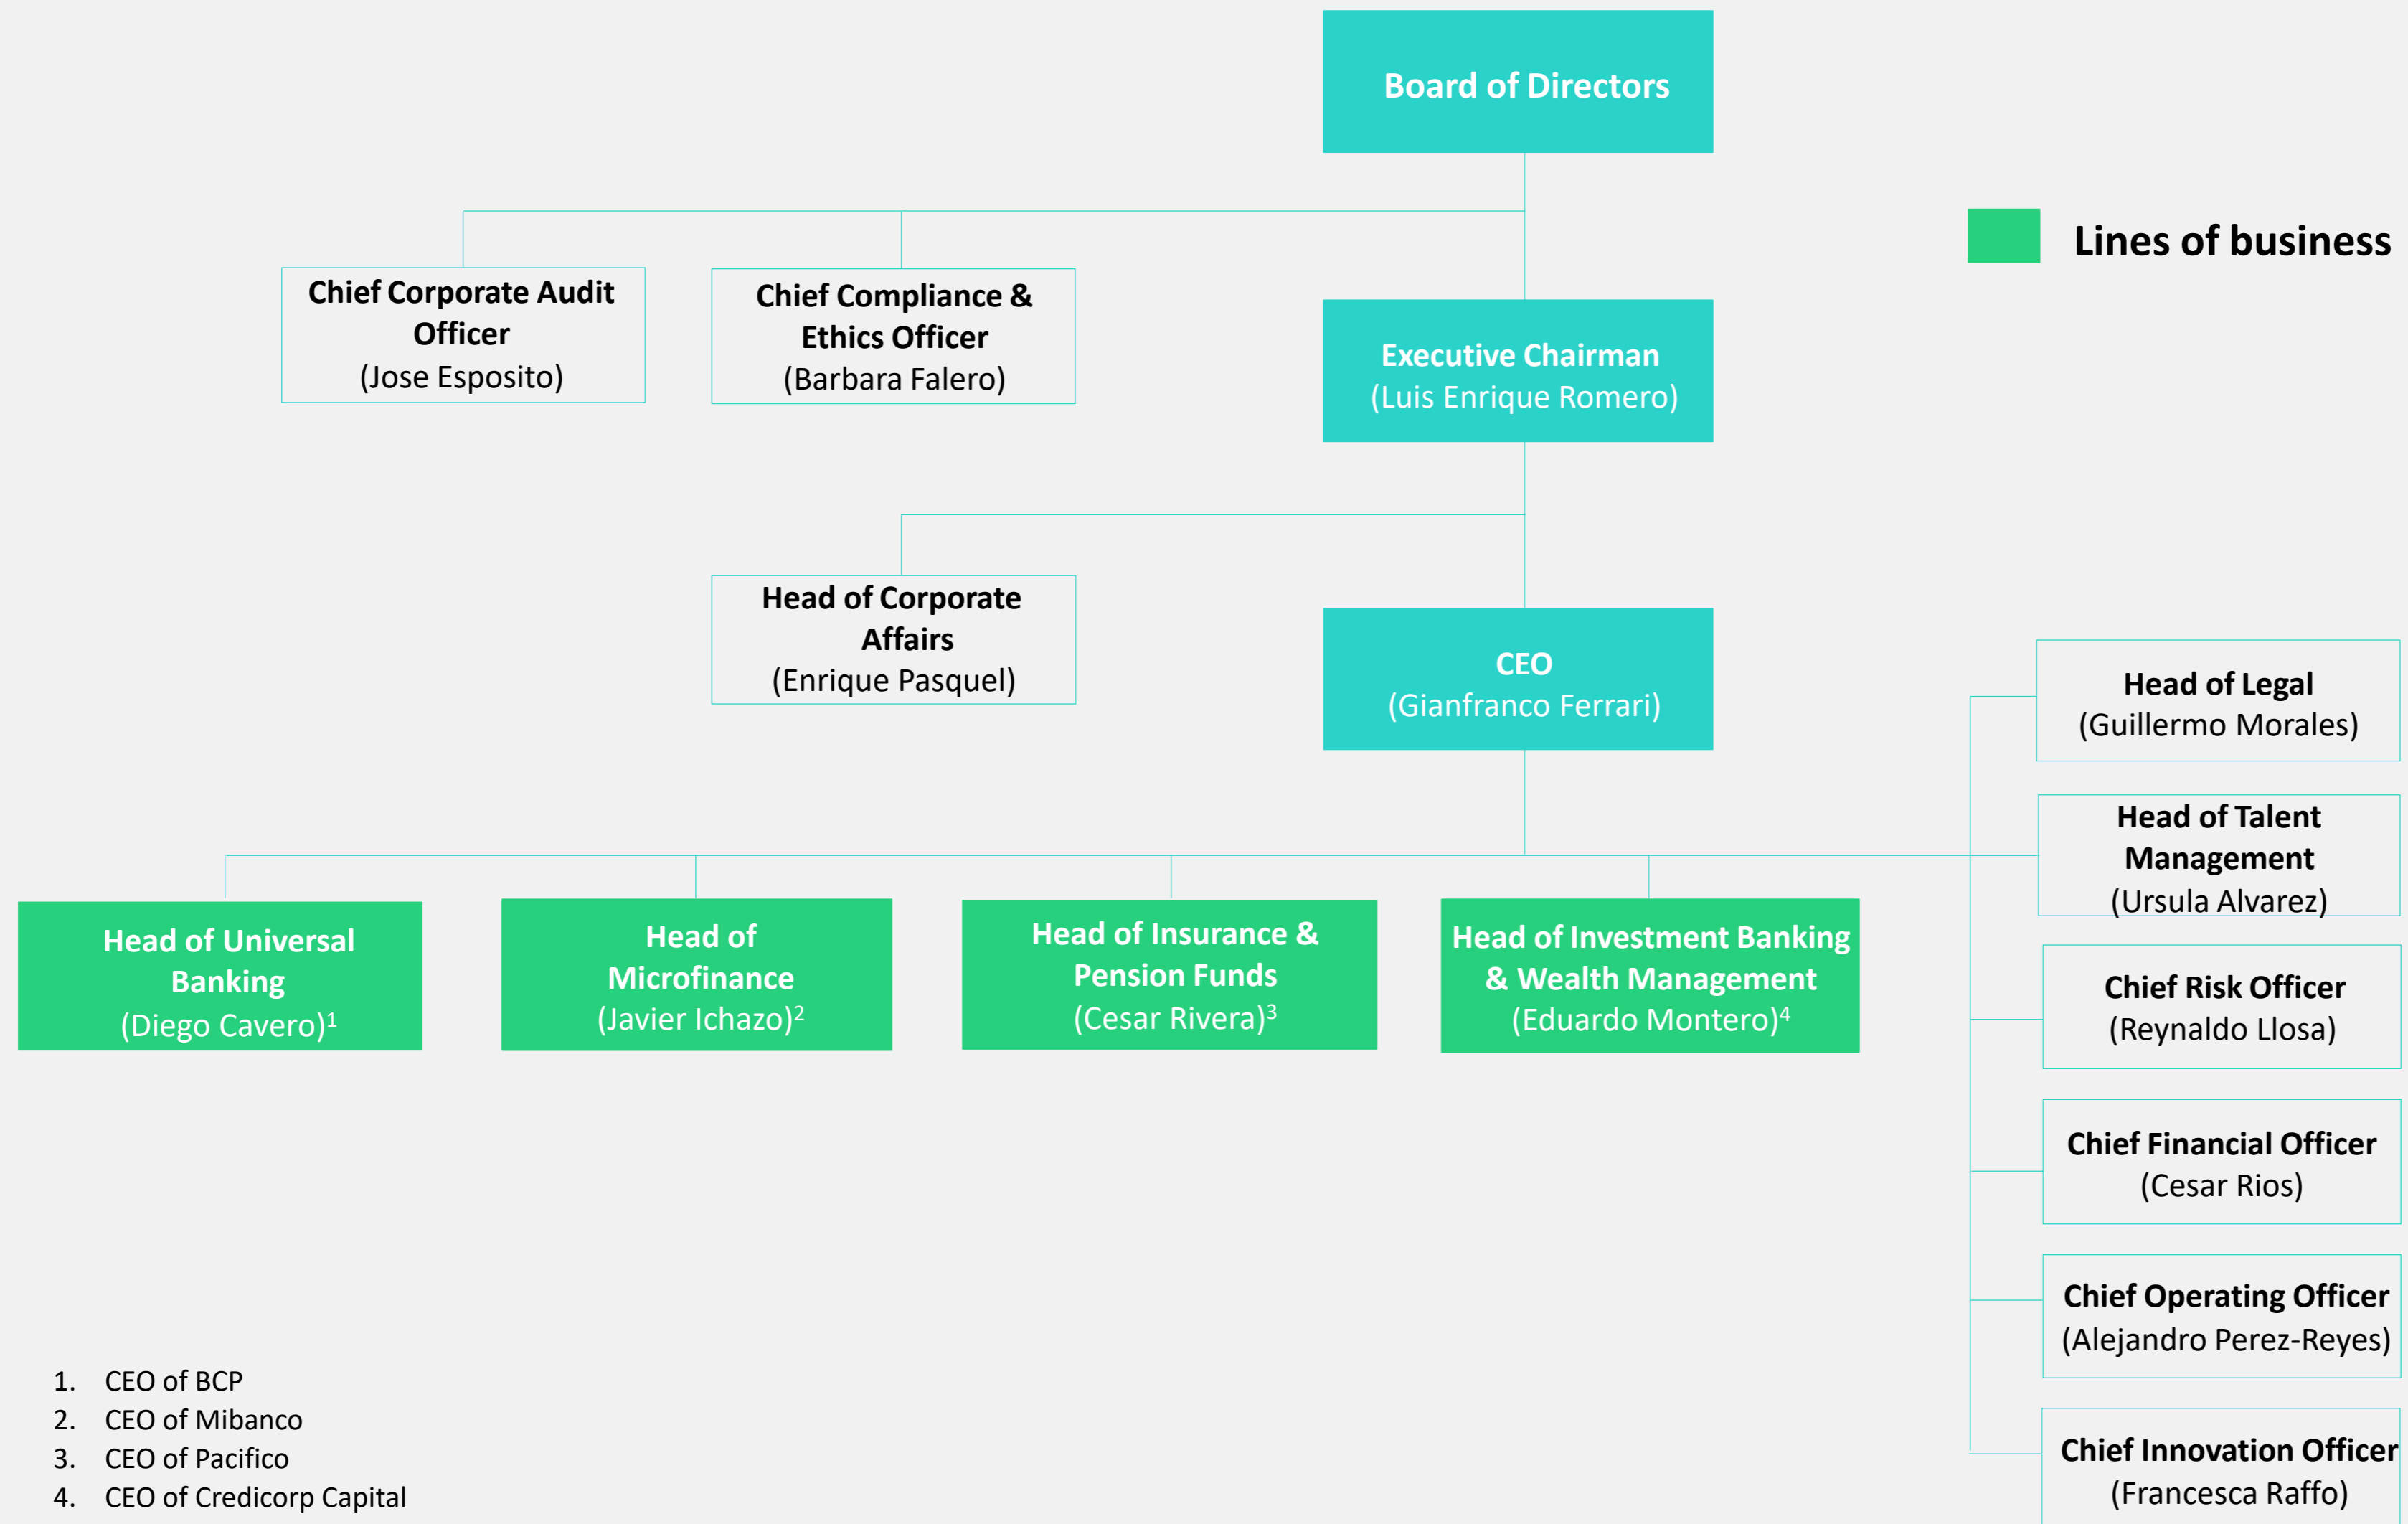 Board of Directors
Lines of business
Chief Corporate Audit
Officer
(Jose Esposito)
Chief Compliance &
Ethics Officer
(Barbara Falero)
Executive Chairman
(Luis Enrique Romero)
Head of Corporate
Affairs
(Enrique Pasquel)
CEO
(Gianfranco Ferrari)
Head of Legal
(Guillermo Morales)
Head of Talent
Management
(Ursula Alvarez)
Head of Universal
Banking
(Diego Cavero)¹
Head of
Microfinance
(Javier Ichazo)²
Head of Insurance &
Pension Funds
(Cesar Rivera)³
Head of Investment Banking
& Wealth Management
(Eduardo Montero)⁴
Chief Risk Officer
(Reynaldo Llosa)
Chief Financial Officer
(Cesar Rios)
Chief Operating Officer
(Alejandro Perez-Reyes)
Chief Innovation Officer
(Francesca Raffo)
1. CEO of BCP
2. CEO of Mibanco
3. CEO of Pacifico
4. CEO of Credicorp Capital